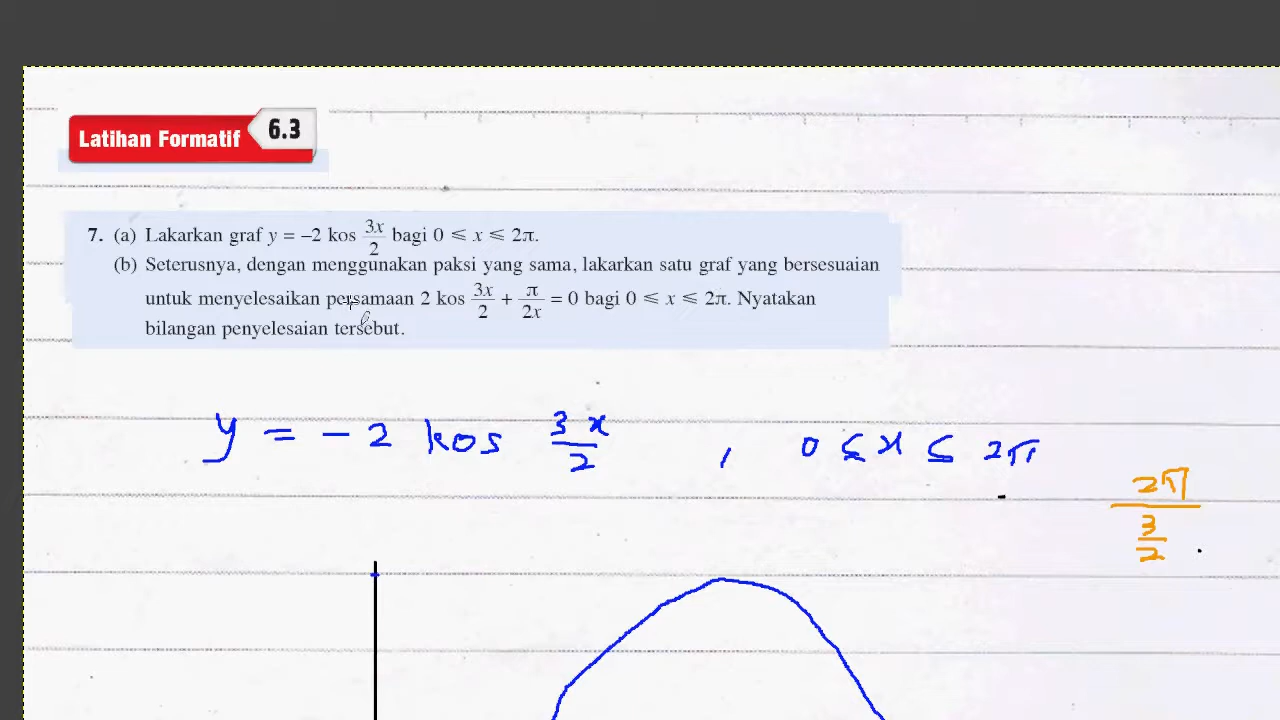 Latihan Formatif 6.3
7. (a) Lakarkan graf y = –2 kos 3x/2 bagi 0 ⩽ x ⩽ 2π.
(b) Seterusnya, dengan menggunakan paksi yang sama, lakarkan satu graf yang bersesuaian
untuk menyelesaikan persamaan 2 kos 3x/2 + π/2x = 0 bagi 0 ⩽ x ⩽ 2π. Nyatakan
bilangan penyelesaian tersebut.
y = - 2 kos 3x/2 , 0 ≤ x ≤ 2π
2π
3
2